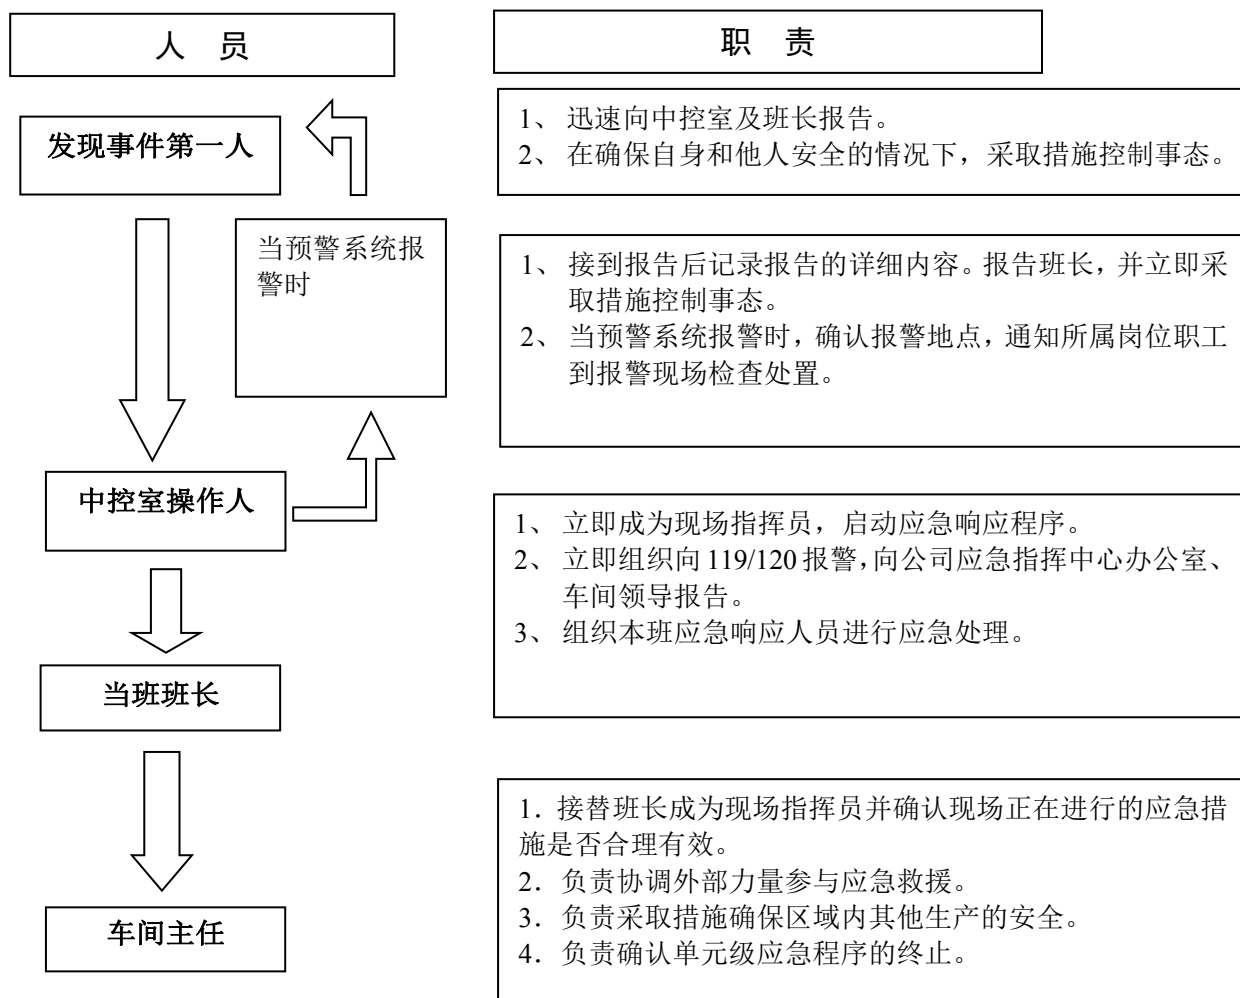 人 员
职 责
发现事件第一人
1、 迅速向中控室及班长报告。
2、 在确保自身和他人安全的情况下，采取措施控制事态。
当预警系统报
警时
1、 接到报告后记录报告的详细内容。报告班长，并立即采
取措施控制事态。
2、 当预警系统报警时，确认报警地点，通知所属岗位职工
到报警现场检查处置。
中控室操作人
1、 立即成为现场指挥员，启动应急响应程序。
2、 立即组织向 119/120 报警，向公司应急指挥中心办公室、
车间领导报告。
3、 组织本班应急响应人员进行应急处理。
当班班长
1．接替班长成为现场指挥员并确认现场正在进行的应急措
施是否合理有效。
2．负责协调外部力量参与应急救援。
3．负责采取措施确保区域内其他生产的安全。
4．负责确认单元级应急程序的终止。
车间主任